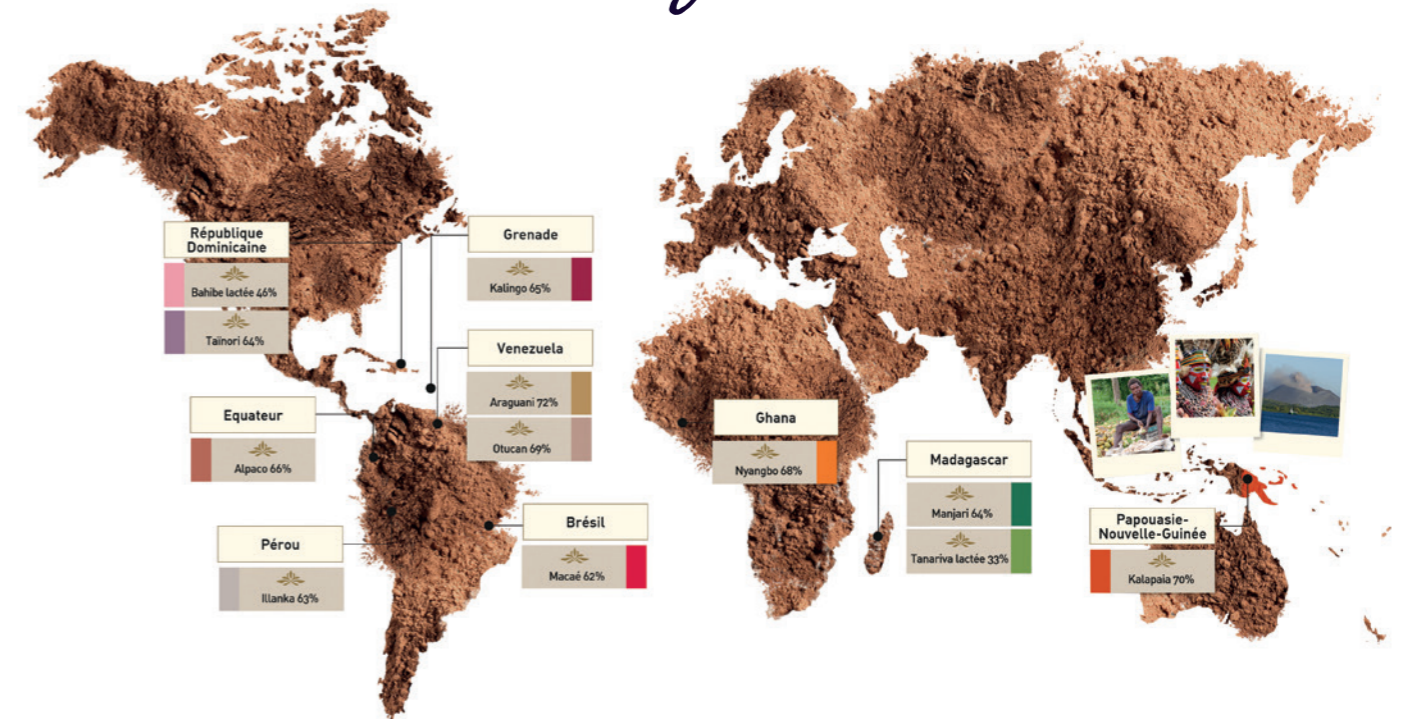 République
Dominicaine
Bahibe lactée 46%
Taïnori 64%
Grenade
Kalingo 65%
Venezuela
Araguani 72%
Otucan 69%
Equateur
Alpaco 66%
Pérou
Illanka 63%
Brésil
Macaé 62%
Ghana
Nyangbo 68%
Madagascar
Manjari 64%
Tanariva lactée 33%
Papouasie-
Nouvelle-Guinée
Kalapaia 70%